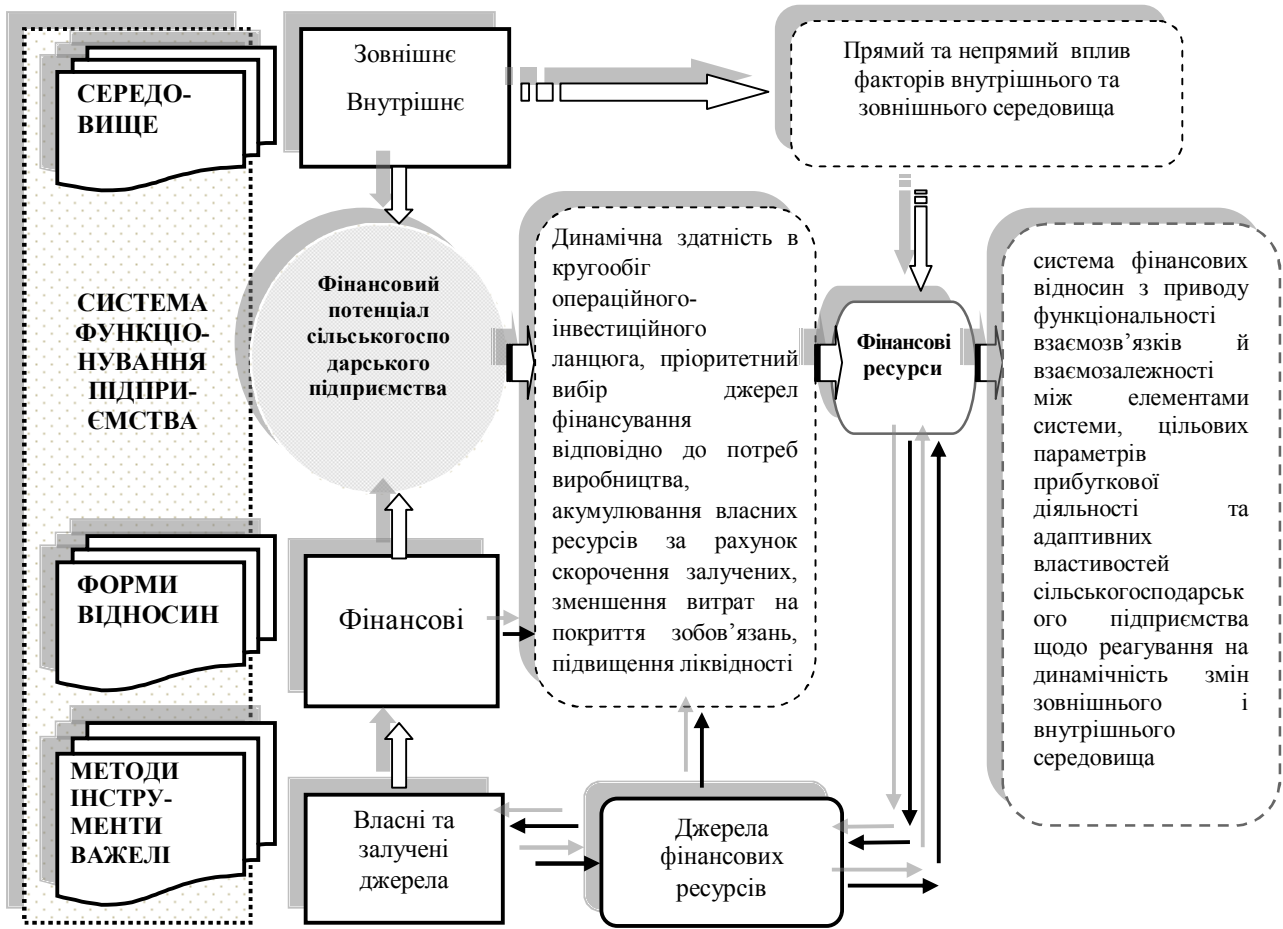 СЕРЕДО-
ВИЩЕ
Зовнішнє
Внутрішнє
Прямий та непрямий вплив
факторів внутрішнього та
зовнішнього середовища
СИСТЕМА
ФУНКЦІО-
НУВАННЯ
ПІДПРИ-
ЄМСТВА
Фінансовий
потенціал
сільськогоспо
дарського
підприємства
Динамічна здатність в
кругообіг
операційного-
інвестиційного
ланцюга, пріоритетний
вибір джерел
фінансування
відповідно до потреб
виробництва,
акумулювання власних
ресурсів за рахунок
скорочення залучених,
зменшення витрат на
покриття зобов’язань,
підвищення ліквідності
Фінансові
ресурси
система фінансових
відносин з приводу
функціональності
взаємозв’язків й
взаємозалежності
між елементами
системи, цільових
параметрів
прибуткової
діяльності та
адаптивних
властивостей
сільськогосподарськ
ого підприємства
щодо реагування на
динамічність змін
зовнішнього і
внутрішнього
середовища
ФОРМИ
ВІДНОСИН
Фінансові
МЕТОДИ
ІНСТРУ-
МЕНТИ
ВАЖЕЛІ
Власні та
залучені
джерела
Джерела
фінансових
ресурсів